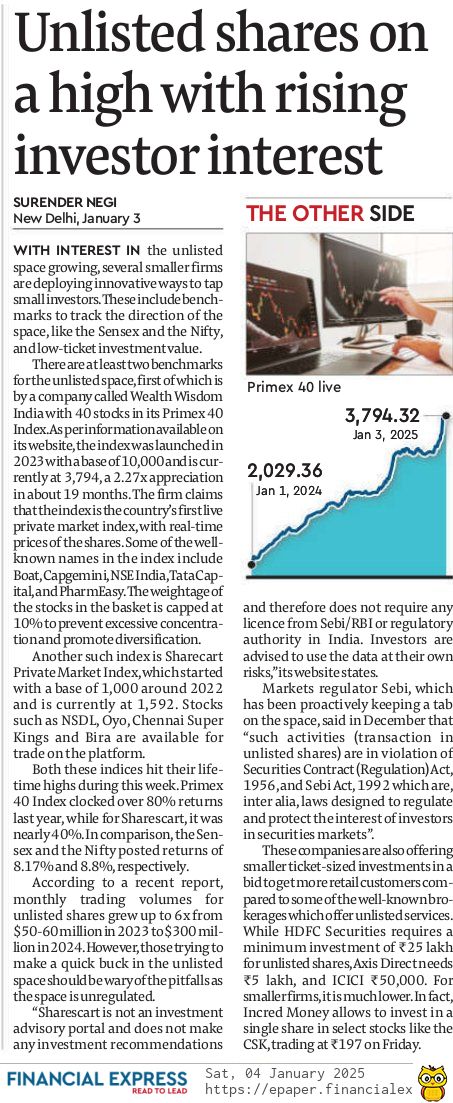 Unlisted shares on
a high with rising
investor interest
SURENDER NEGI
New Delhi, January 3
WITH INTEREST IN the unlisted
space growing, several smaller firms
are deploying innovative ways to tap
small investors. These include bench-
marks to track the direction of the
space, like the Sensex and the Nifty,
and low-ticket investment value.
There are at least two benchmarks
for the unlisted space, first of which is
by a company called Wealth Wisdom
India with 40 stocks in its Primex 40
Index. As per information available on
its website, the index was launched in
2023 with a base of 10,000 and is cur-
rently at 3,794, a 2.27x appreciation
in about 19 months. The firm claims
that the index is the country's first live
private market index, with real-time
prices of the shares. Some of the well-
known names in the index include
Boat, Capgemini, NSE India, Tata Cap-
ital, and PharmEasy. The weightage of
the stocks in the basket is capped at
10% to prevent excessive concentra-
tion and promote diversification.
Another such index is Sharecart
Private Market Index, which started
with a base of 1,000 around 2022
and is currently at 1,592. Stocks
such as NSDL, Oyo, Chennai Super
Kings and Bira are available for
trade on the platform.
Both these indices hit their life-
time highs during this week. Primex
40 Index clocked over 80% returns
last year, while for Sharescart, it was
nearly 40%. In comparison, the Sen-
sex and the Nifty posted returns of
8.17% and 8.8%, respectively.
According to a recent report,
monthly trading volumes for
unlisted shares grew up to 6x from
$50-60 million in 2023 to $300 mil-
lion in 2024. However, those trying to
make a quick buck in the unlisted
space should be wary of the pitfalls as
the space is unregulated.
"Sharescart is not an investment
advisory portal and does not make
any investment recommendations
THE OTHER SIDE
Primex 40 live
3,794.32
Jan 3, 2025
2,029.36
Jan 1, 2024
and therefore does not require any
licence from Sebi/RBI or regulatory
authority in India. Investors are
advised to use the data at their own
risks," its website states.
Markets regulator Sebi, which
has been proactively keeping a tab
on the space, said in December that
"such activities (transaction in
unlisted shares) are in violation of
Securities Contract (Regulation) Act,
1956, and Sebi Act, 1992 which are,
inter alia, laws designed to regulate
and protect the interest of investors
in securities markets".
These companies are also offering
smaller ticket-sized investments in a
bid to get more retail customers com-
pared to some of the well-known bro-
kerages which offer unlisted services.
While HDFC Securities requires a
minimum investment of ₹25 lakh
for unlisted shares, Axis Direct needs
₹5 lakh, and ICICI ₹50,000. For
smaller firms, it is much lower. In fact,
Incred Money allows to invest in a
single share in select stocks like the
CSK, trading at ₹197 on Friday.
FINANCIAL EXPRESS
READ TO LEAD
Sat, 04 January 2025
https://epaper.financialex